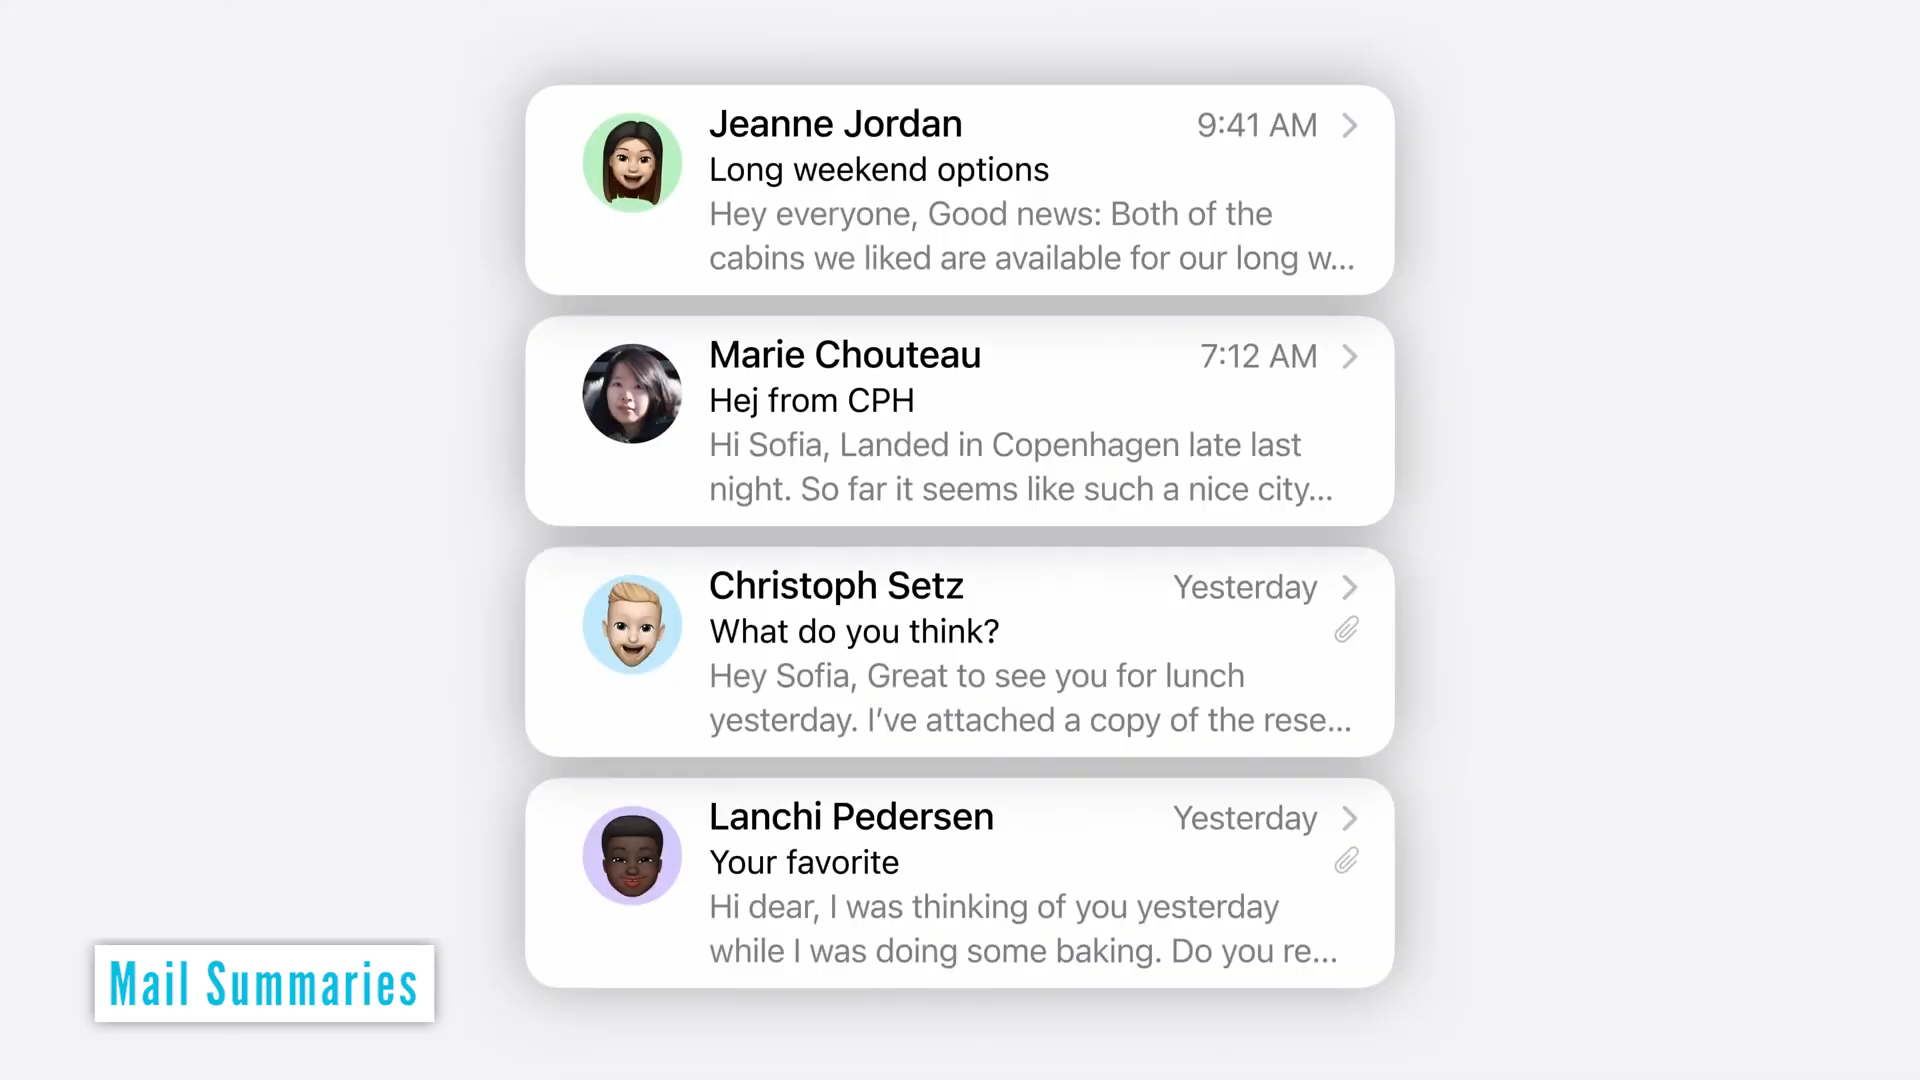 Jeanne Jordan
9:41 AM
Long weekend options
Hey everyone, Good news: Both of the
cabins we liked are available for our long w...
Marie Chouteau
7:12 AM
Hej from CPH
Hi Sofia, Landed in Copenhagen late last
night. So far it seems like such a nice city...
Christoph Setz
Yesterday
What do you think?
Hey Sofia, Great to see you for lunch
yesterday. I’ve attached a copy of the rese...
Lanchi Pedersen
Yesterday
Your favorite
Hi dear, I was thinking of you yesterday
while I was doing some baking. Do you re...
Mail Summaries